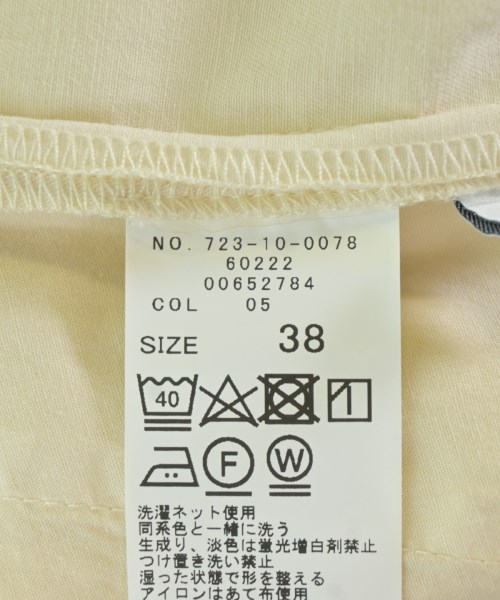 NO. 723-10-0078
60222
00652784
COL 05
SIZE 38
40
F W
洗濯ネット使用
同系色と一緒に洗う
生成り、淡色は蛍光増白剤禁止
つけ置き洗い禁止
湿った状態で形を整える
アイロンはあて布使用